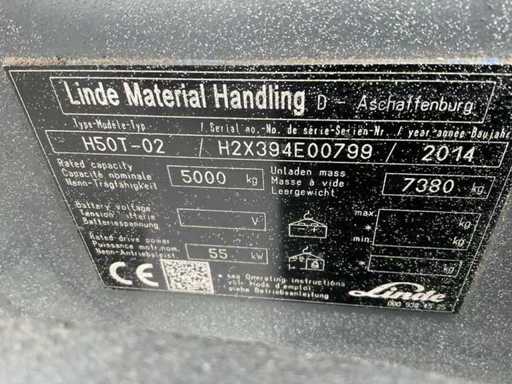 Linde Material Handling D - Aschaffenburg
Type-Modèle-Typ / Serial no.-No. de série-Serien-Nr. / year-année-Baujahr
H50T-02 / H2X394E00799 / 2014
Rated capacity
Capacité nominale
Nenn-Tragfähigkeit
5000 kg
Unladen mass
Masse à vide
Leergewicht
7380 kg
Battery voltage
Tension batterie
Batteriespannung
V
max.
kg
*
min.
kg
Rated drive power
Puissance motr.nom.
Nenn-Antriebsleist.
55 kW
*
kg
CE
* see Operating instructions
voir Mode d'emploi
siehe Betriebsanleitung
Linde